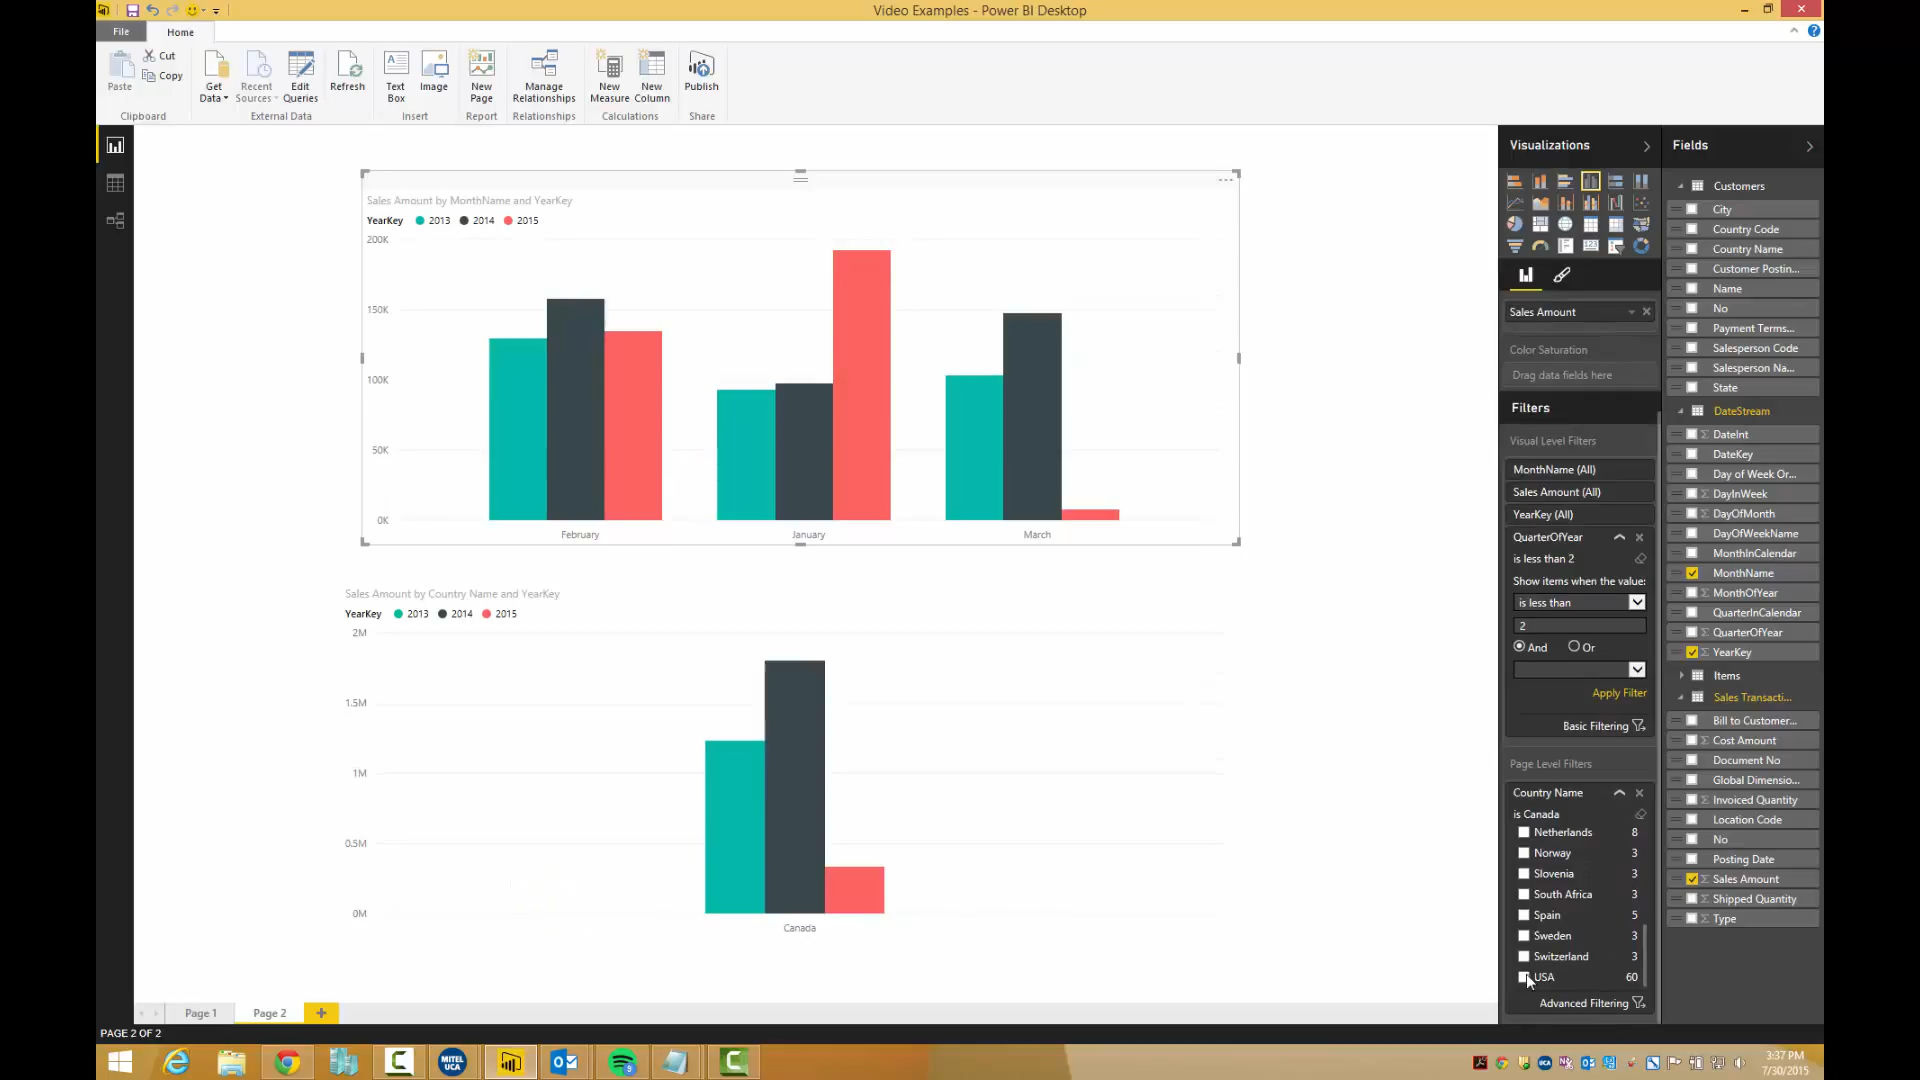 Video Examples - Power BI Desktop
File
Home
Paste
Cut
Copy
Clipboard
Get Data
Recent Sources
Edit Queries
External Data
Refresh
Text Box
Image
Insert
New Page
Report
Manage Relationships
Relationships
New Measure
New Column
Calculations
Publish
Share
Sales Amount by MonthName and YearKey
YearKey 2013 2014 2015
200K
150K
100K
50K
0K
February
January
March
Sales Amount by Country Name and YearKey
YearKey 2013 2014 2015
2M
1.5M
1M
0.5M
0M
Canada
Visualizations
Sales Amount
Color Saturation
Drag data fields here
Filters
Visual Level Filters
MonthName (All)
Sales Amount (All)
YearKey (All)
QuarterOfYear
is less than 2
Show items when the value:
is less than
2
And Or
Apply Filter
Basic Filtering
Page Level Filters
Country Name
is Canada
Netherlands 8
Norway 3
Slovenia 3
South Africa 3
Spain 5
Sweden 3
Switzerland 3
USA 60
Advanced Filtering
Fields
Customers
City
Country Code
Country Name
Customer Postin...
Name
No
Payment Terms...
Salesperson Code
Salesperson Na...
State
DateStream
DateInt
DateKey
Day of Week Or...
DayInWeek
DayOfMonth
DayOfWeekName
MonthInCalendar
MonthName
MonthOfYear
QuarterInCalendar
QuarterOfYear
YearKey
Items
Sales Transacti...
Bill to Customer...
Cost Amount
Document No
Global Dimensio...
Invoiced Quantity
Location Code
No
Posting Date
Sales Amount
Shipped Quantity
Type
Page 1
Page 2
PAGE 2 OF 2
MITEL UCA
3:37 PM
7/30/2015